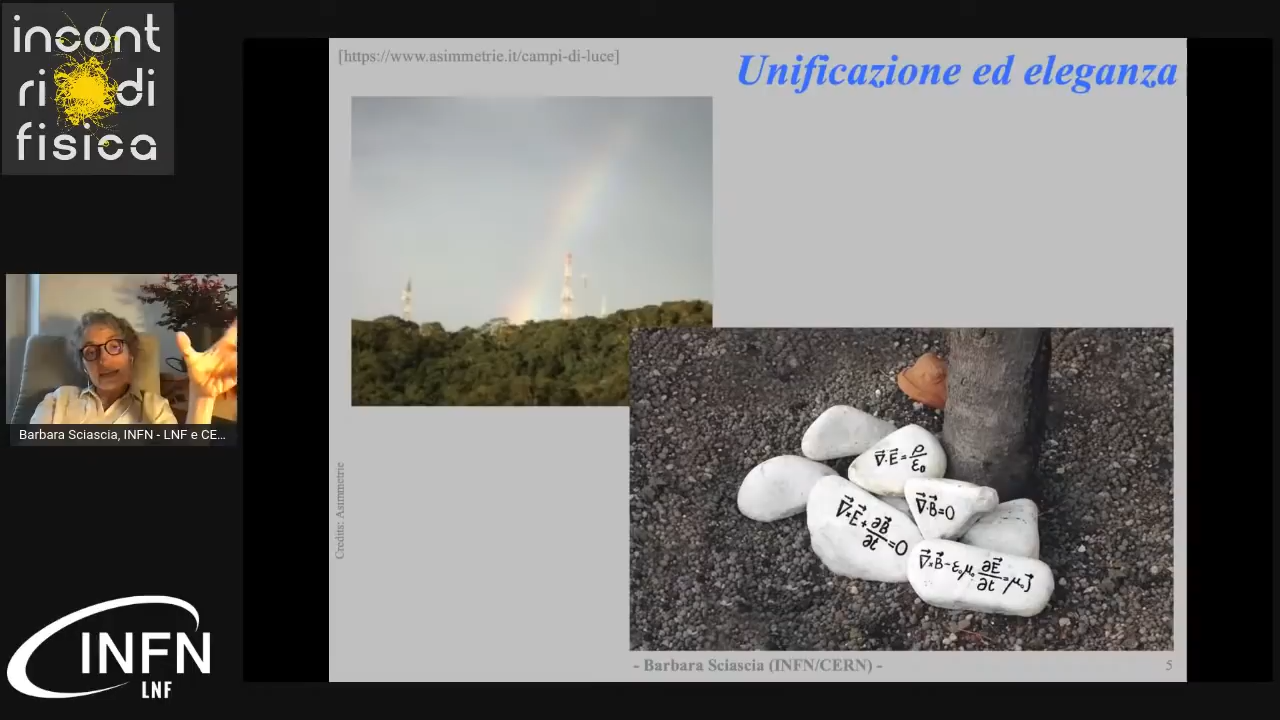 incont
ri di
fisica
[https://www.asimmetrie.it/campi-di-luce]
Unificazione ed eleganza
∇⃗·E⃗=ρ/ε₀
∇⃗·B⃗=0
∇⃗×E⃗+∂B⃗/∂t=0
∇⃗×B⃗-ε₀μ₀∂E⃗/∂t=μ₀j⃗
Credits: Asimmetrie
Barbara Sciascia, INFN - LNF e CE...
- Barbara Sciascia (INFN/CERN) -
5
INFN
LNF